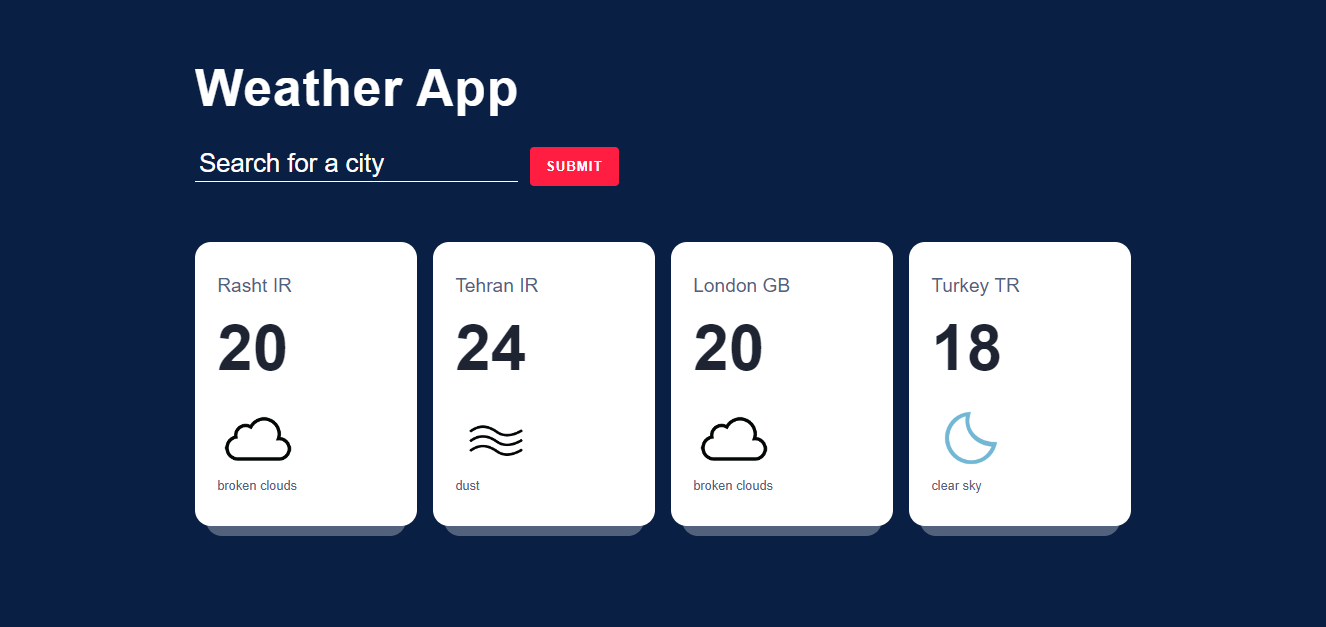 Weather App
Search for a city
SUBMIT
Rasht IR
20
broken clouds
Tehran IR
24
dust
London GB
20
broken clouds
Turkey TR
18
clear sky